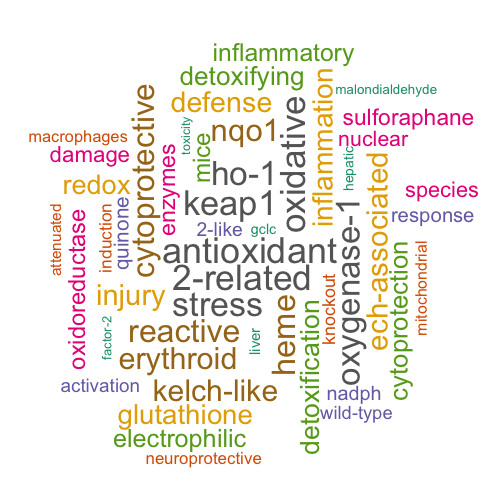 inflammatory
detoxifying
malondialdehyde
defense
sulforaphane
macrophages
nqo1
nuclear
damage
toxicity
mice
ho-1
oxidative
inflammation
hepatic
redox
cytoprotective
enzymes
keap1
species
quinone
2-like
gclc
response
attenuated
induction
antioxidant
oxygenase-1
ech-associated
oxidoreductase
2-related
injury
stress
heme
knockout
cytoprotection
mitochondrial
factor-2
reactive
liver
erythroid
detoxification
activation
kelch-like
nadph
glutathione
wild-type
electrophilic
neuroprotective